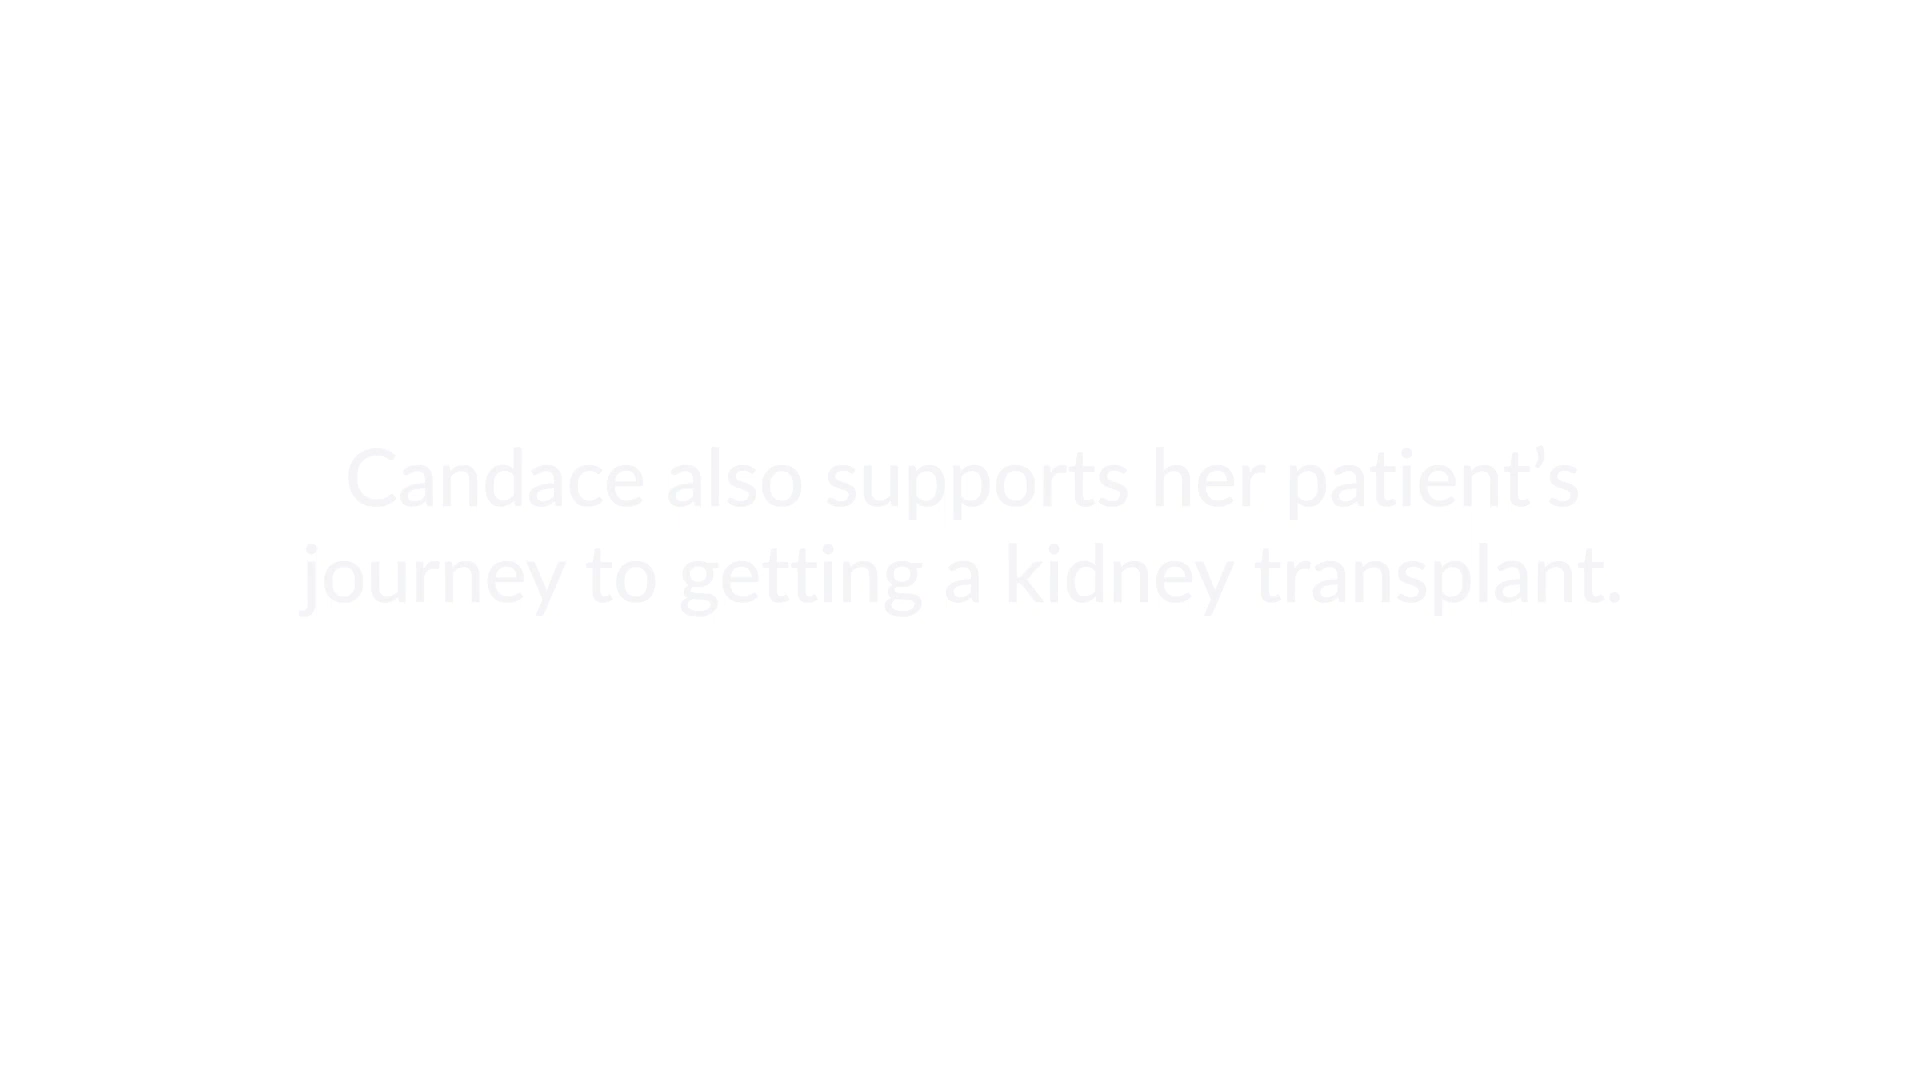 Candace also supports her patient’s
journey to getting a kidney transplant.